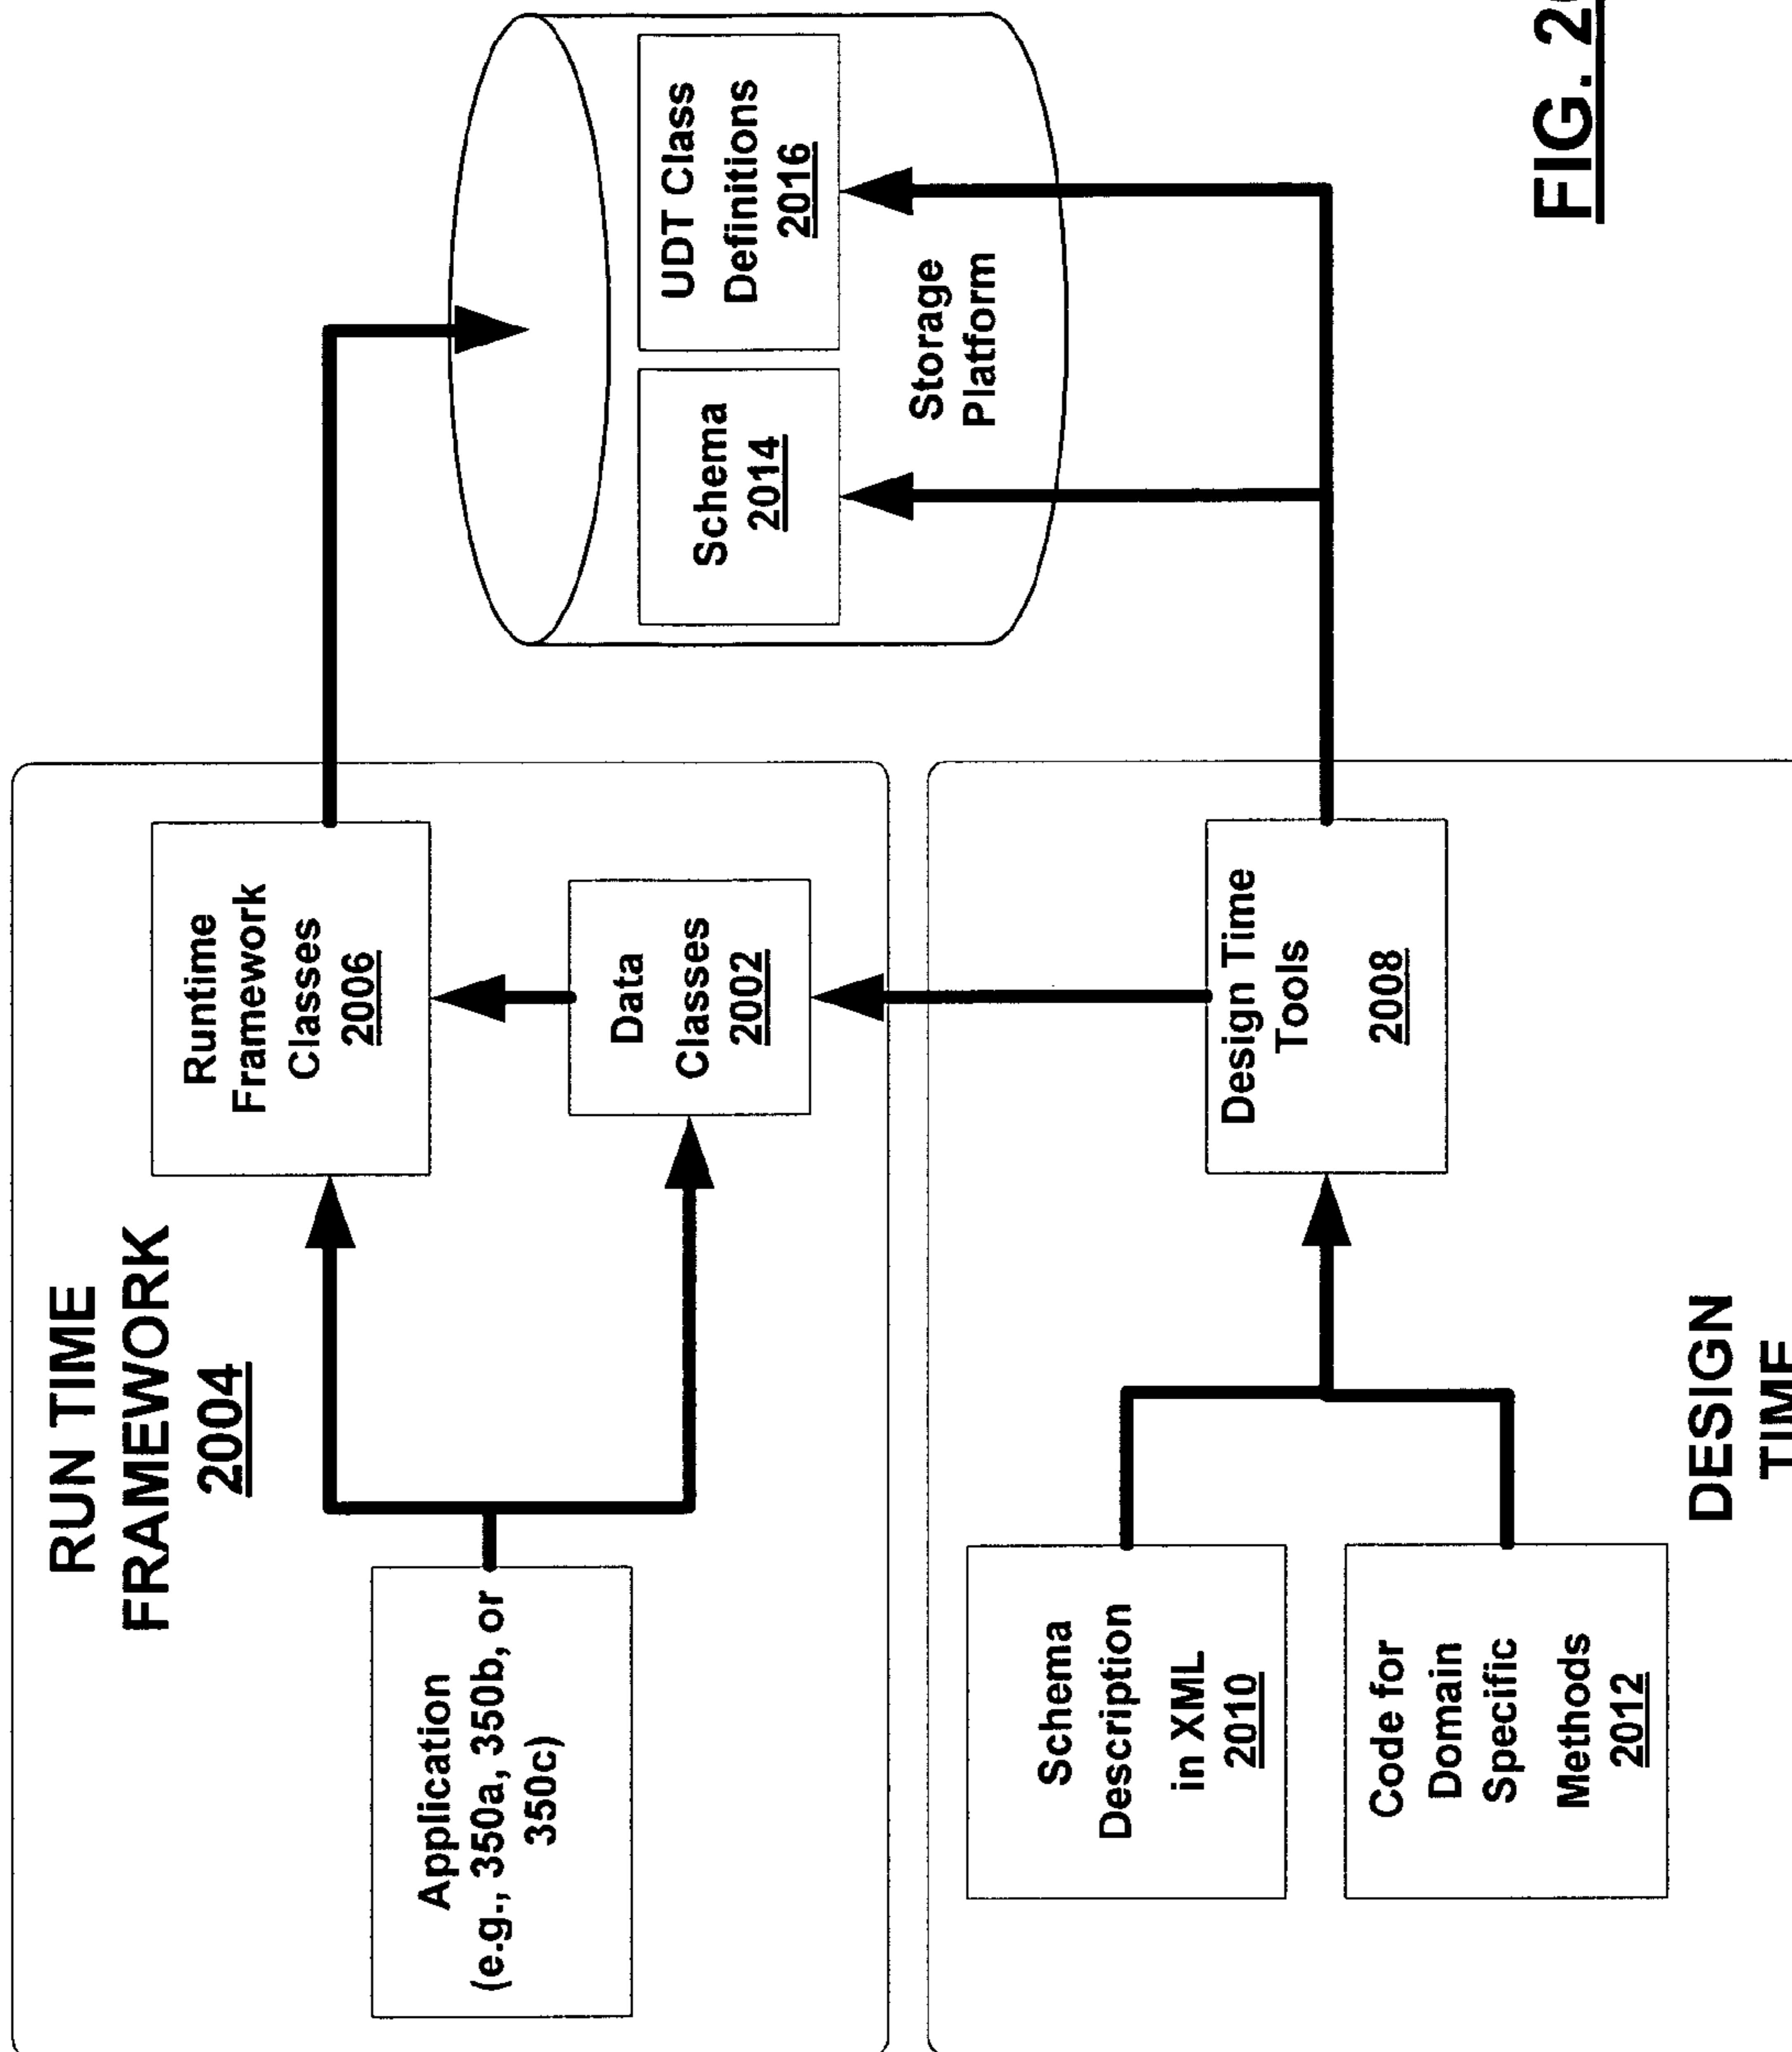 RUN TIME
FRAMEWORK
2004
Application
(e.g., 350a, 350b, or
350c)
Runtime
Framework
Classes
2006
Data
Classes
2002
Schema
2014
UDT Class
Definitions
2016
Storage
Platform
Schema
Description
in XML
2010
Code for
Domain
Specific
Methods
2012
Design Time
Tools
2008
DESIGN
TIME
FIG.